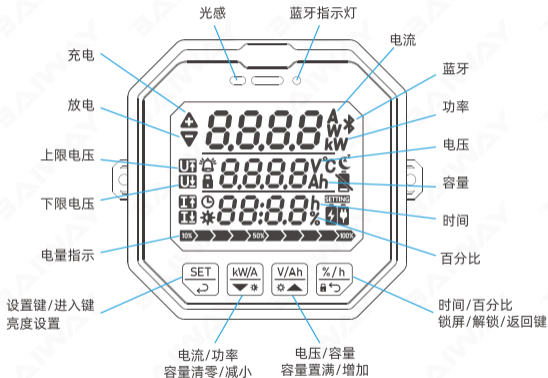 光感
蓝牙指示灯
充电
电流
放电
蓝牙
上限电压
功率
下限电压
电压
电量指示
容量
时间
百分比
8.8.8.8
A
W
kW
U
8.8.8.8
V
℃
U
Ah
I
88:8.8
h
SETTING
I
%
10%
50%
100%
SET
kW/A
V/Ah
%/h
设置键/进入键
亮度设置
电流/功率
容量清零/减小
电压/容量
容量置满/增加
时间/百分比
锁屏/解锁/返回键
BAIWAY